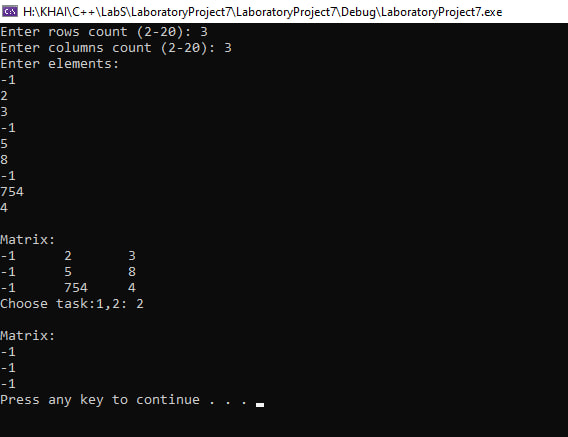 H:\KHAI\C++\LabS\LaboratoryProject7\LaboratoryProject7\Debug\LaboratoryProject7.exe
Enter rows count (2-20): 3
Enter columns count (2-20): 3
Enter elements:
-1
2
3
-1
5
8
-1
754
4
Matrix:
-1 2 3
-1 5 8
-1 754 4
Choose task:1,2: 2
Matrix:
-1
-1
-1
Press any key to continue . . .